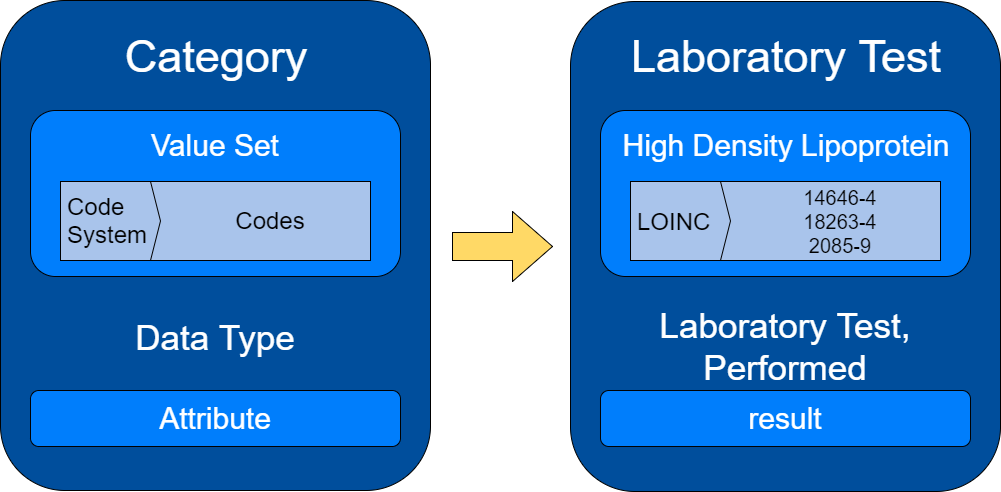 Category
Value Set
Code
System
Codes
Data Type
Attribute
Laboratory Test
High Density Lipoprotein
LOINC
14646-4
18263-4
2085-9
Laboratory Test,
Performed
result